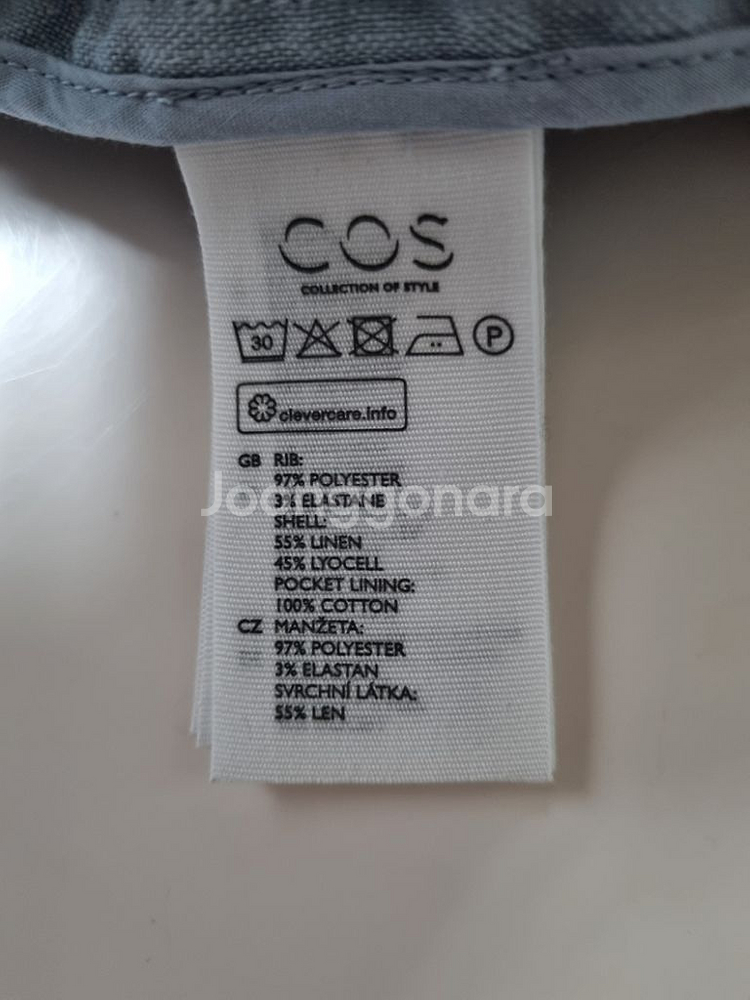 COS
COLLECTION OF STYLE
30 P
clevercare.info
GB RIB:
97% POLYESTER
3% ELASTANE
Joonggonara
SHELL:
55% LINEN
45% LYOCELL
POCKET LINING:
100% COTTON
CZ MANŽETA:
97% POLYESTER
3% ELASTAN
SVRCHNÍ LÁTKA:
55% LEN